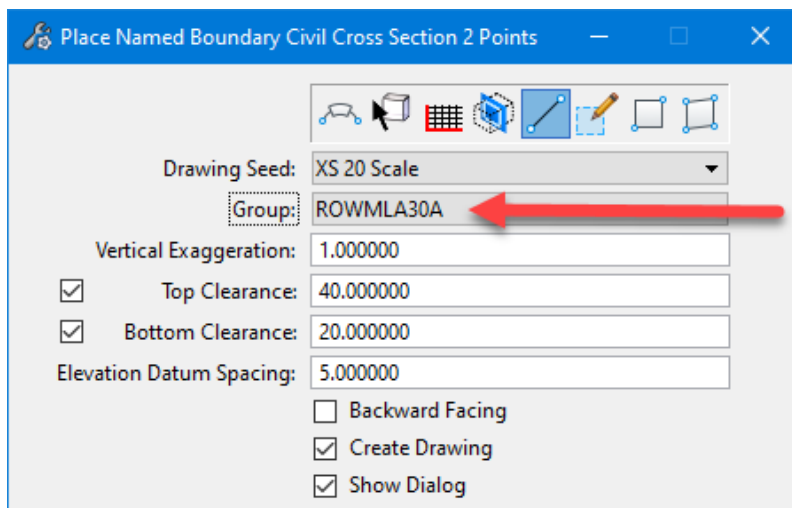 Place Named Boundary Civil Cross Section 2 Points
Drawing Seed: XS 20 Scale
Group: ROWMLA30A
Vertical Exaggeration: 1.000000
Top Clearance: 40.000000
Bottom Clearance: 20.000000
Elevation Datum Spacing: 5.000000
Backward Facing
Create Drawing
Show Dialog